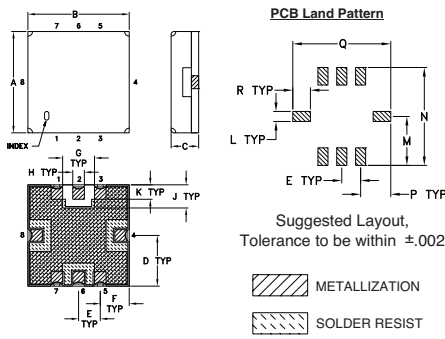 PCB Land Pattern
B
7 6 5
A
8
4
INDEX
1 2 3
C
Q
R TYP
L TYP
N
M
E TYP
P TYP
G
TYP
H TYP
1 2 3
K TYP
J TYP
8
4
D TYP
7 6 5
F
TYP
E
TYP
Suggested Layout,
Tolerance to be within ±.002
METALLIZATION
SOLDER RESIST